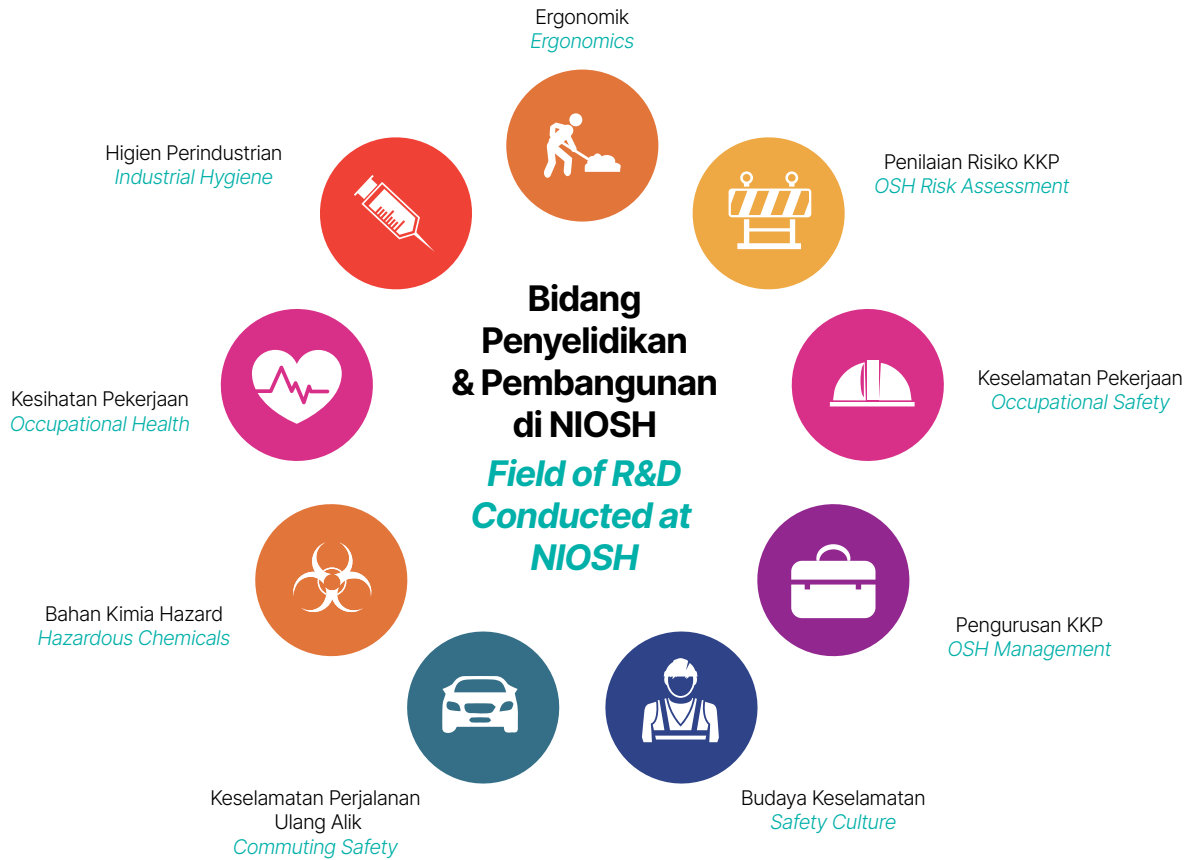 Ergonomik
Ergonomics
Penilaian Risiko KKP
OSH Risk Assessment
Keselamatan Pekerjaan
Occupational Safety
Pengurusan KKP
OSH Management
Budaya Keselamatan
Safety Culture
Keselamatan Perjalanan
Ulang Alik
Commuting Safety
Bahan Kimia Hazard
Hazardous Chemicals
Kesihatan Pekerjaan
Occupational Health
Higien Perindustrian
Industrial Hygiene
Bidang
Penyelidikan
& Pembangunan
di NIOSH
Field of R&D
Conducted at
NIOSH